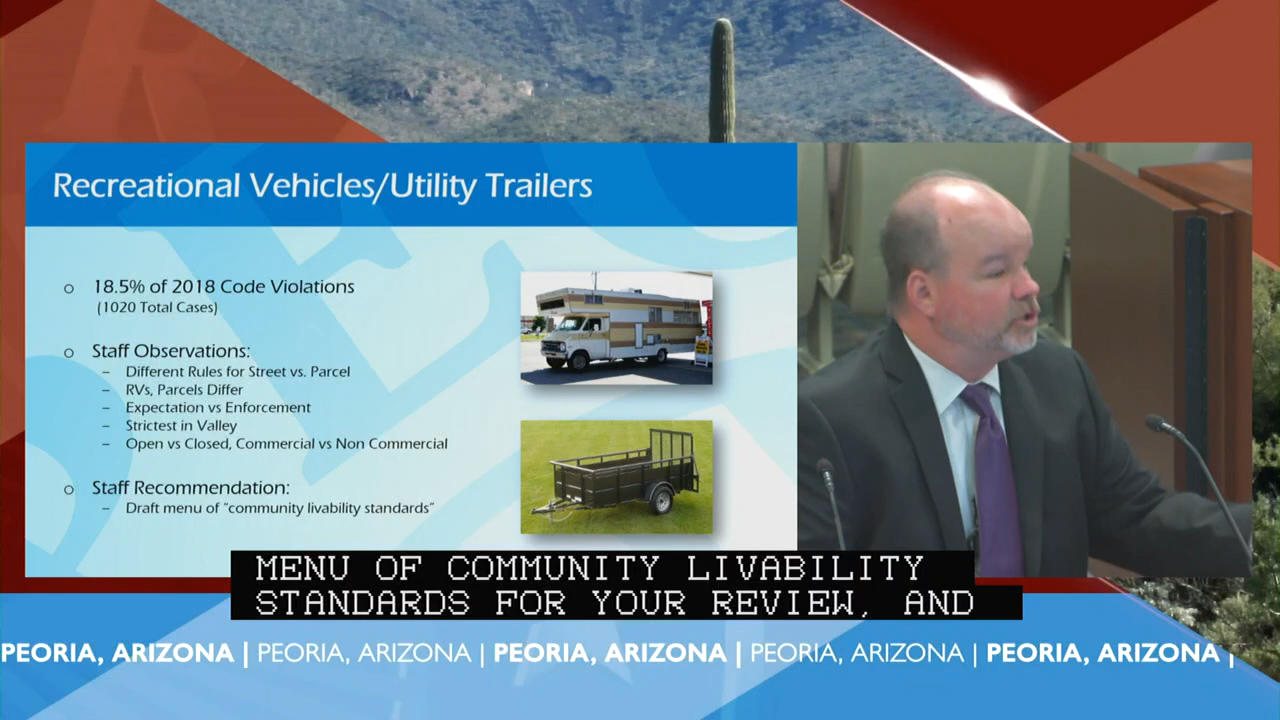 Recreational Vehicles/Utility Trailers
o 18.5% of 2018 Code Violations
(1020 Total Cases)
o Staff Observations:
– Different Rules for Street vs. Parcel
– RVs, Parcels Differ
– Expectation vs Enforcement
– Strictest in Valley
– Open vs Closed, Commercial vs Non Commercial
o Staff Recommendation:
– Draft menu of "community livability standards"
MENU OF COMMUNITY LIVABILITY
STANDARDS FOR YOUR REVIEW, AND
PEORIA, ARIZONA | PEORIA, ARIZONA | PEORIA, ARIZONA | PEORIA, ARIZONA | PEORIA, ARIZONA |